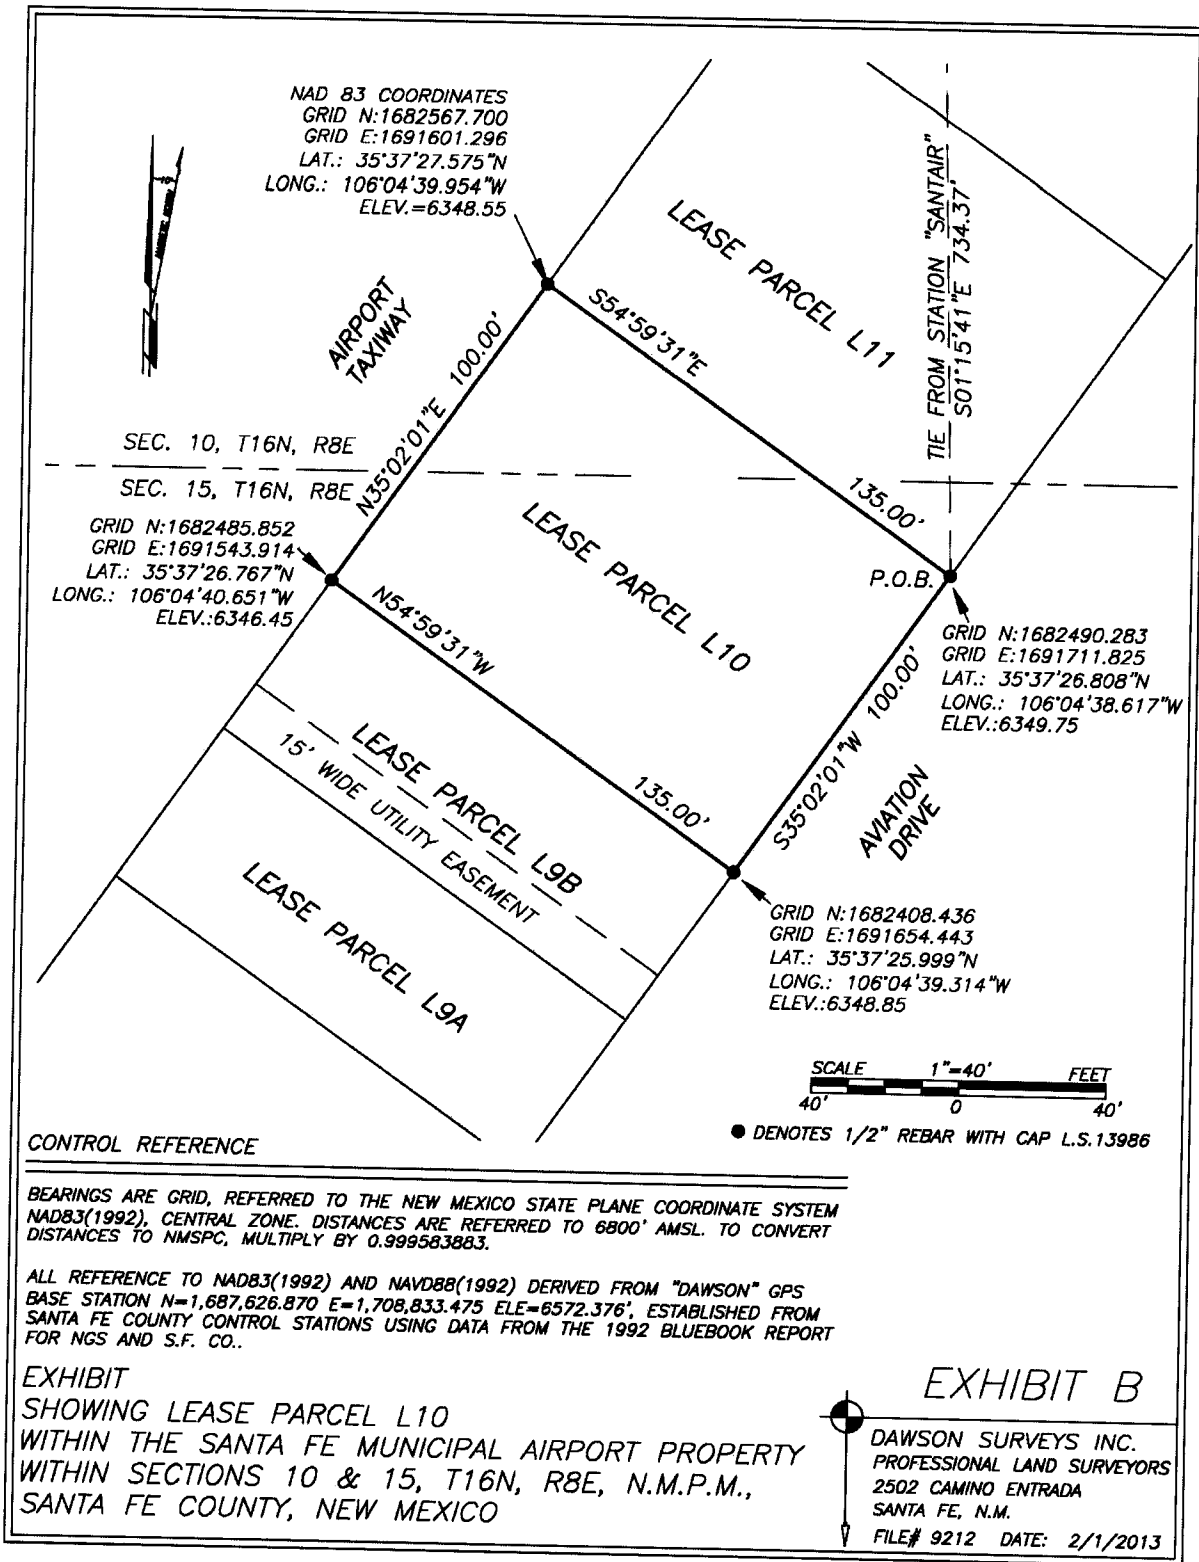 NAD 83 COORDINATES
GRID N:1682567.700
GRID E:1691601.296
LAT.: 35°37'27.575"N
LONG.: 106°04'39.954"W
ELEV.=6348.55
TIE FROM STATION "SANTAIR"
S01°15'41"E 734.37'
LEASE PARCEL L11
AIRPORT
TAXIWAY
N35°02'01"E 100.00'
S54°59'31"E
135.00'
SEC. 10, T16N, R8E
SEC. 15, T16N, R8E
GRID N:1682485.852
GRID E:1691543.914
LAT.: 35°37'26.767"N
LONG.: 106°04'40.651"W
ELEV.:6346.45
LEASE PARCEL L10
P.O.B.
GRID N:1682490.283
GRID E:1691711.825
LAT.: 35°37'26.808"N
LONG.: 106°04'38.617"W
ELEV.:6349.75
N54°59'31"W
135.00'
S35°02'01"W 100.00'
AVIATION
DRIVE
LEASE PARCEL L9B
15' WIDE UTILITY EASEMENT
LEASE PARCEL L9A
GRID N:1682408.436
GRID E:1691654.443
LAT.: 35°37'25.999"N
LONG.: 106°04'39.314"W
ELEV.:6348.85
SCALE 1"=40' FEET
40' 0 40'
DENOTES 1/2" REBAR WITH CAP L.S.13986
CONTROL REFERENCE
BEARINGS ARE GRID, REFERRED TO THE NEW MEXICO STATE PLANE COORDINATE SYSTEM
NAD83(1992), CENTRAL ZONE. DISTANCES ARE REFERRED TO 6800' AMSL. TO CONVERT
DISTANCES TO NMSPC, MULTIPLY BY 0.999583883.
ALL REFERENCE TO NAD83(1992) AND NAVD88(1992) DERIVED FROM "DAWSON" GPS
BASE STATION N=1,687,626.870 E=1,708,833.475 ELE=6572.376', ESTABLISHED FROM
SANTA FE COUNTY CONTROL STATIONS USING DATA FROM THE 1992 BLUEBOOK REPORT
FOR NGS AND S.F. CO..
EXHIBIT
SHOWING LEASE PARCEL L10
WITHIN THE SANTA FE MUNICIPAL AIRPORT PROPERTY
WITHIN SECTIONS 10 & 15, T16N, R8E, N.M.P.M.,
SANTA FE COUNTY, NEW MEXICO
EXHIBIT B
DAWSON SURVEYS INC.
PROFESSIONAL LAND SURVEYORS
2502 CAMINO ENTRADA
SANTA FE, N.M.
FILE# 9212 DATE: 2/1/2013